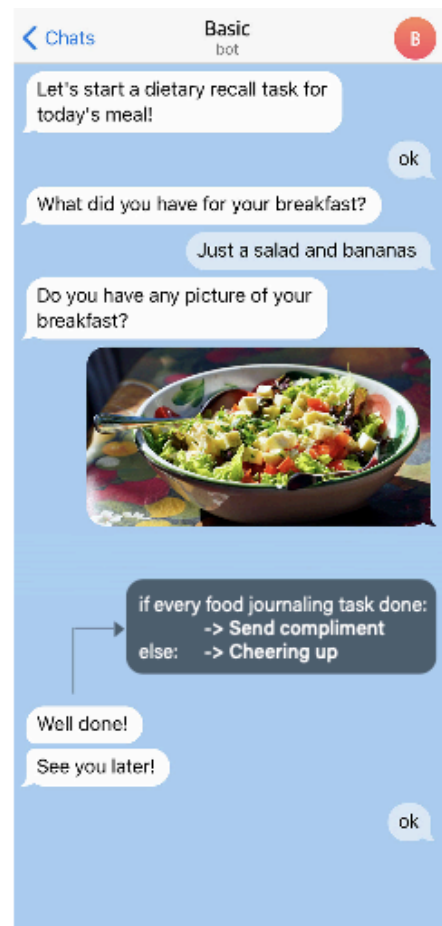 Chats
Basic
bot
B
Let's start a dietary recall task for
today's meal!
ok
What did you have for your breakfast?
Just a salad and bananas
Do you have any picture of your
breakfast?
if every food journaling task done:
-> Send compliment
else: -> Cheering up
Well done!
See you later!
ok